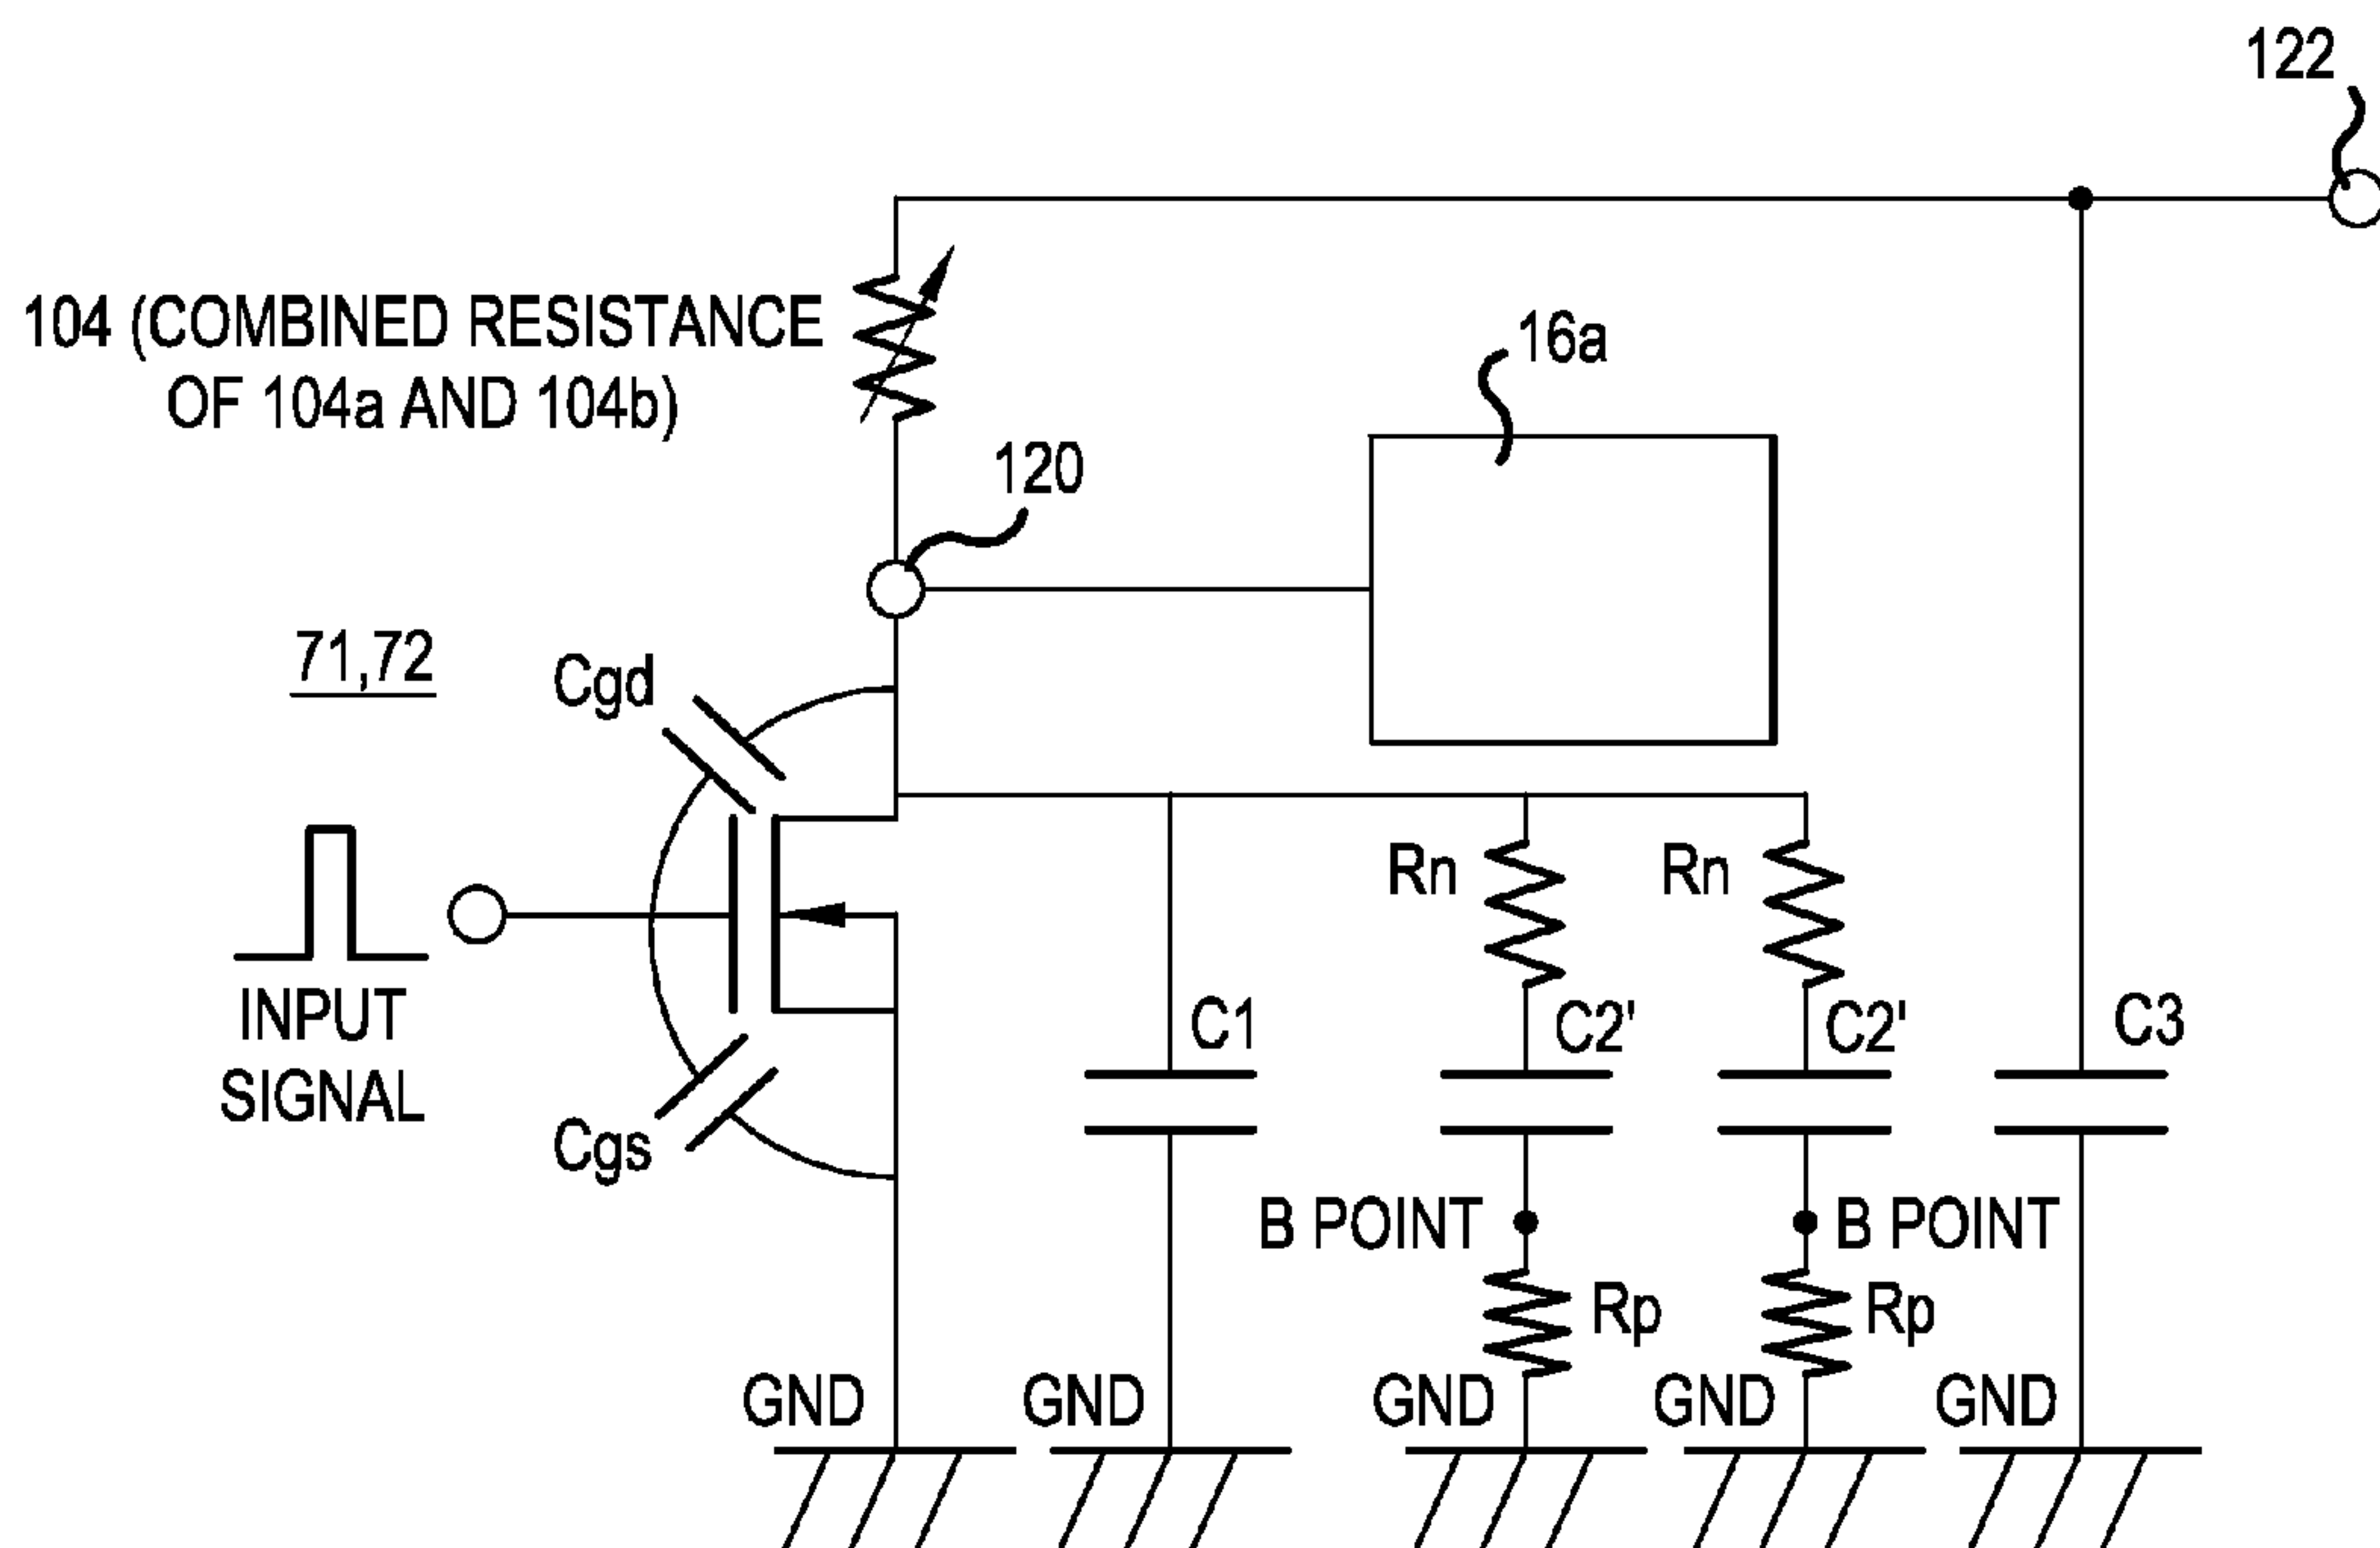 122
104 (COMBINED RESISTANCE
OF 104a AND 104b)
16a
120
71,72
Cgd
Rn
Rn
INPUT
SIGNAL
C1
C2'
C2'
C3
Cgs
B POINT
B POINT
Rp
Rp
GND
GND
GND
GND
GND